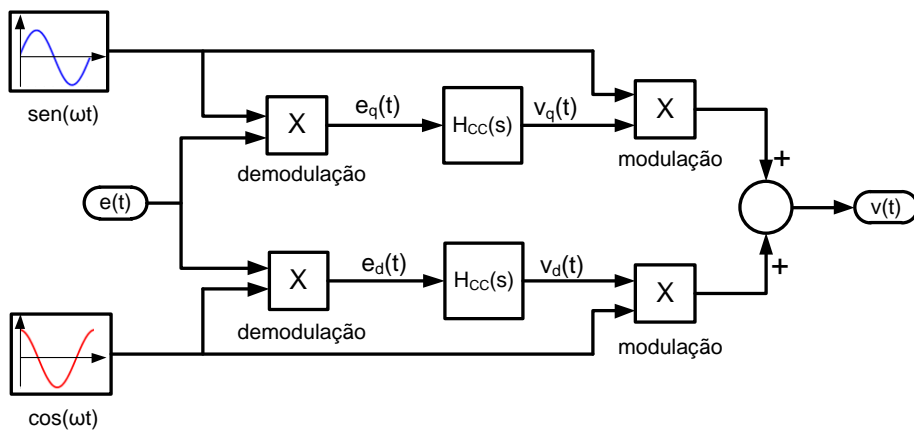 sen(ωt)
X
e_q(t)
H_CC(s)
v_q(t)
X
demodulação
modulação
+
e(t)
v(t)
+
X
e_d(t)
H_CC(s)
v_d(t)
X
demodulação
modulação
cos(ωt)